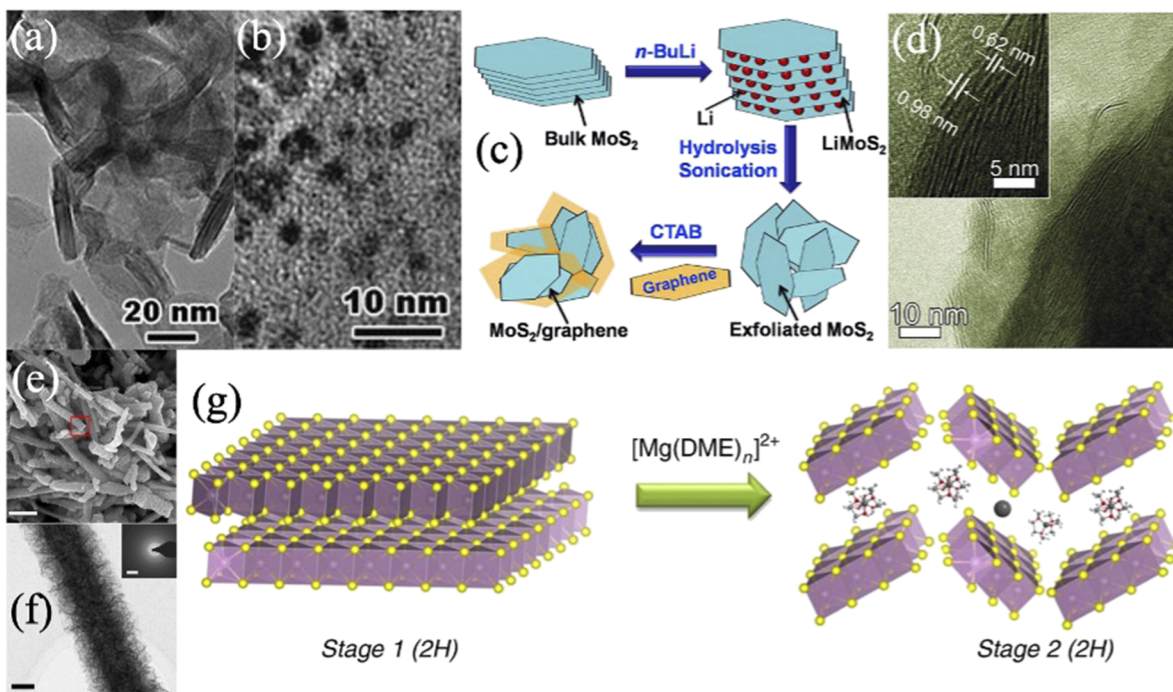 (a)
20 nm
(b)
10 nm
(c)
n-BuLi
Bulk MoS₂
Li
LiMoS₂
Hydrolysis
Sonication
CTAB
Graphene
MoS₂/graphene
Exfoliated MoS₂
(d)
0.62 nm
0.98 nm
5 nm
10 nm
(e)
(f)
(g)
[Mg(DME)ₙ]²⁺
Stage 1 (2H)
Stage 2 (2H)